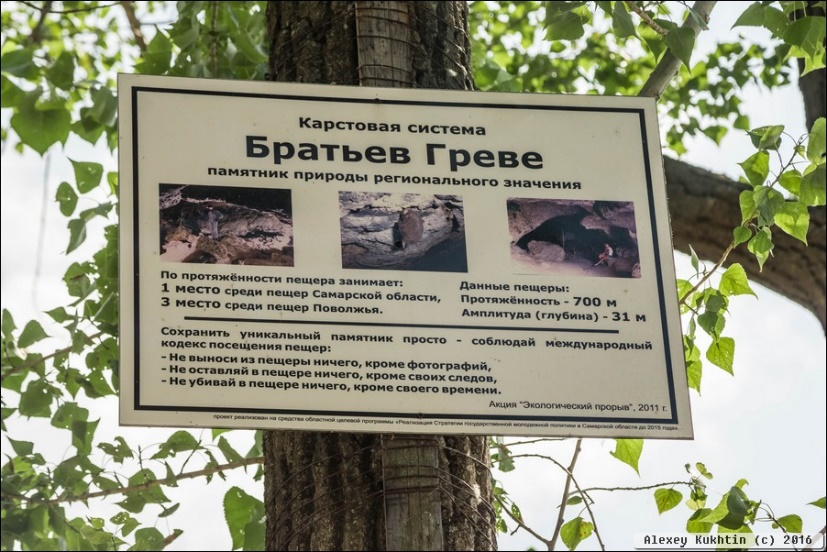 Карстовая система
Братьев Греве
памятник природы регионального значения
По протяжённости пещера занимает:
1 место среди пещер Самарской области,
3 место среди пещер Поволжья.
Данные пещеры:
Протяжённость - 700 м
Амплитуда (глубина) - 31 м
Сохранить уникальный памятник просто - соблюдай международный
кодекс посещения пещер:
- Не выноси из пещеры ничего, кроме фотографий,
- Не оставляй в пещере ничего, кроме своих следов,
- Не убивай в пещере ничего, кроме своего времени.
Акция "Экологический прорыв", 2011 г.
проект реализован на средства областной целевой программы «Реализация Стратегии государственной молодежной политики в Самарской области до 2015 года».
Alexey Kukhtin (c) 2016